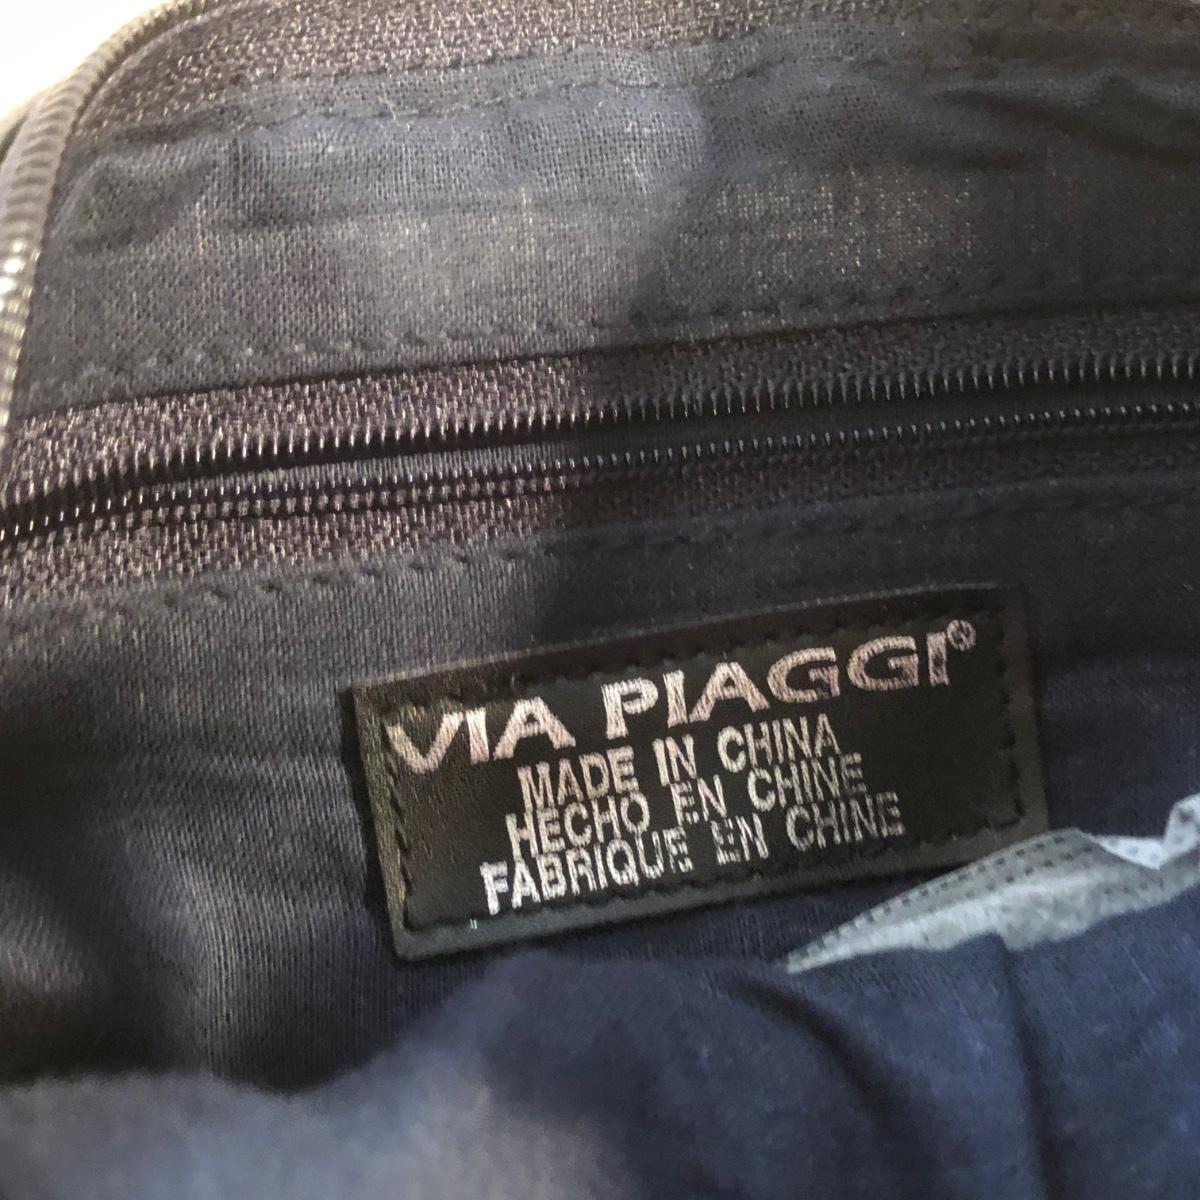 VIA PIAGGI®
MADE IN CHINA
HECHO EN CHINE
FABRIQUE EN CHINE